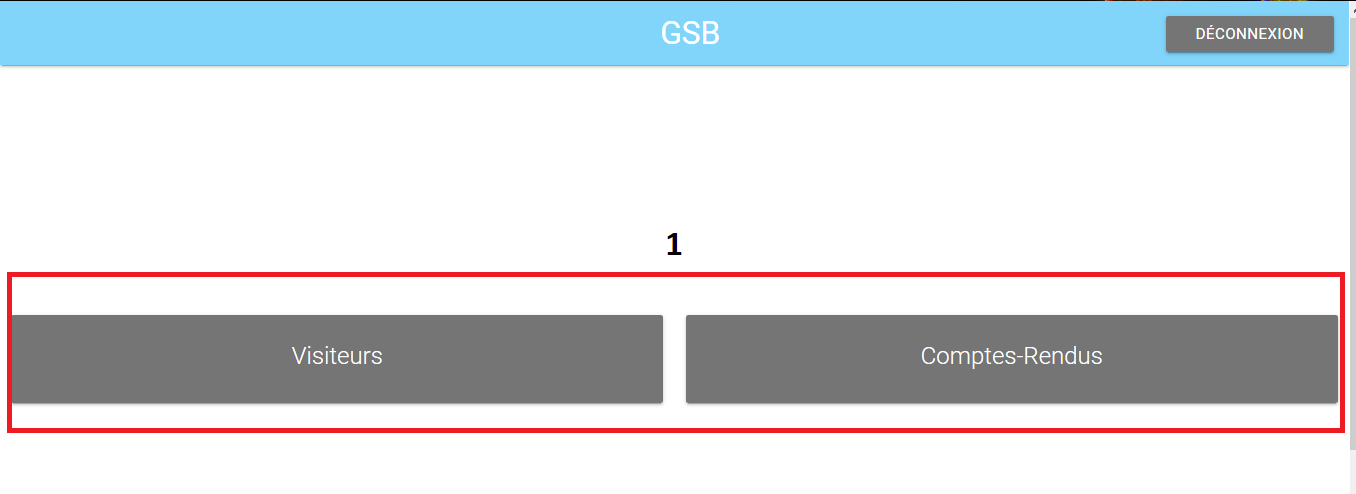 GSB
DÉCONNEXION
1
Visiteurs
Comptes-Rendus